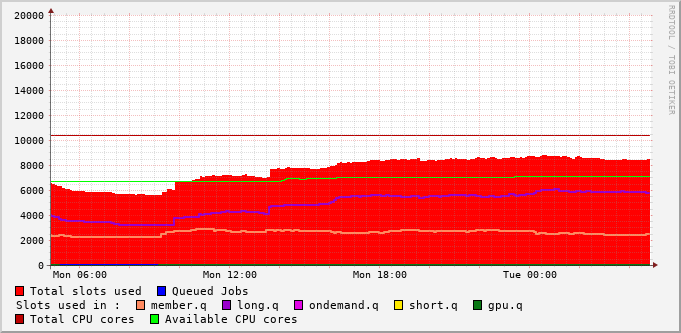 RRDTOOL / TOBI OETIKER
20000
18000
16000
14000
12000
10000
8000
6000
4000
2000
0
Mon 06:00 Mon 12:00 Mon 18:00 Tue 00:00
Total slots used Queued Jobs
Slots used in : member.q long.q ondemand.q short.q gpu.q
Total CPU cores Available CPU cores